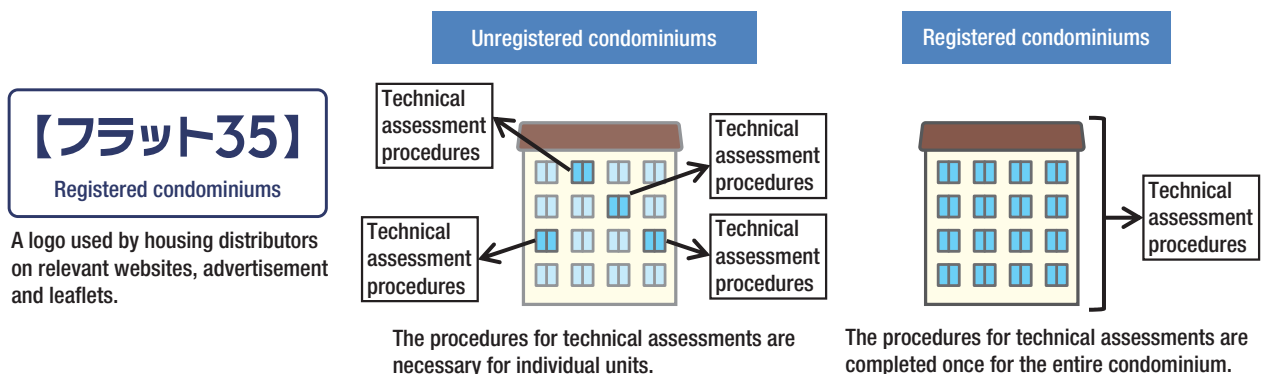 【フラット35】
Registered condominiums
A logo used by housing distributors
on relevant websites, advertisement
and leaflets.
Unregistered condominiums
Technical
assessment
procedures
Technical
assessment
procedures
Technical
assessment
procedures
Technical
assessment
procedures
The procedures for technical assessments are
necessary for individual units.
Registered condominiums
Technical
assessment
procedures
The procedures for technical assessments are
completed once for the entire condominium.